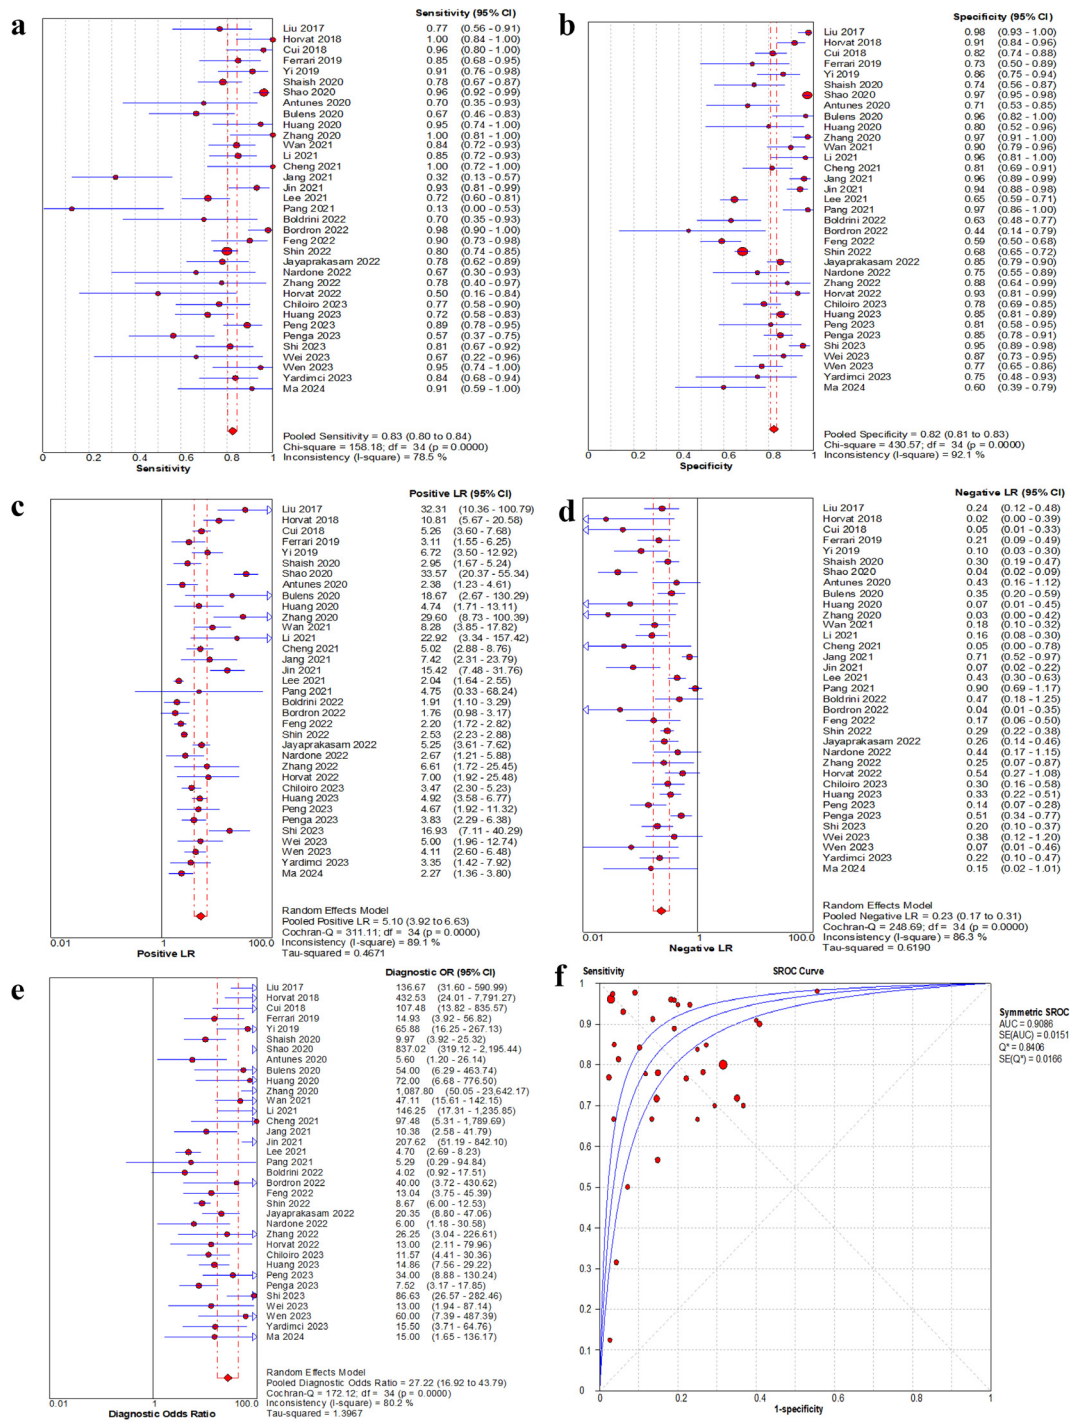 a
Sensitivity (95% CI)
Liu 2017 0.77 (0.56 - 0.91)
Horvat 2018 1.00 (0.84 - 1.00)
Cui 2018 0.96 (0.80 - 1.00)
Ferrari 2019 0.85 (0.68 - 0.95)
Yi 2019 0.91 (0.76 - 0.98)
Shaish 2020 0.78 (0.67 - 0.87)
Shao 2020 0.96 (0.92 - 0.99)
Antunes 2020 0.70 (0.35 - 0.93)
Bulens 2020 0.67 (0.46 - 0.83)
Huang 2020 0.95 (0.74 - 1.00)
Zhang 2020 1.00 (0.81 - 1.00)
Wan 2021 0.84 (0.72 - 0.93)
Li 2021 0.85 (0.72 - 0.93)
Cheng 2021 1.00 (0.72 - 1.00)
Jang 2021 0.32 (0.13 - 0.57)
Jin 2021 0.93 (0.81 - 0.99)
Lee 2021 0.72 (0.60 - 0.81)
Pang 2021 0.13 (0.00 - 0.53)
Boldrini 2022 0.70 (0.35 - 0.93)
Bordron 2022 0.98 (0.90 - 1.00)
Feng 2022 0.90 (0.73 - 0.98)
Shin 2022 0.80 (0.74 - 0.85)
Jayaprakasam 2022 0.78 (0.62 - 0.89)
Nardone 2022 0.67 (0.30 - 0.93)
Zhang 2022 0.78 (0.40 - 0.97)
Horvat 2022 0.50 (0.16 - 0.84)
Chiloiro 2023 0.77 (0.58 - 0.90)
Huang 2023 0.72 (0.58 - 0.83)
Peng 2023 0.89 (0.78 - 0.95)
Penga 2023 0.57 (0.37 - 0.75)
Shi 2023 0.81 (0.67 - 0.92)
Wei 2023 0.67 (0.22 - 0.96)
Wen 2023 0.95 (0.74 - 1.00)
Yardimci 2023 0.84 (0.68 - 0.94)
Ma 2024 0.91 (0.59 - 1.00)
Pooled Sensitivity = 0.83 (0.80 to 0.84)
Chi-square = 158.18; df = 34 (p = 0.0000)
Inconsistency (I-square) = 78.5 %
0 0.2 0.4 0.6 0.8 1
Sensitivity
b
Specificity (95% CI)
Liu 2017 0.98 (0.93 - 1.00)
Horvat 2018 0.91 (0.84 - 0.96)
Cui 2018 0.82 (0.74 - 0.88)
Ferrari 2019 0.73 (0.50 - 0.89)
Yi 2019 0.86 (0.75 - 0.94)
Shaish 2020 0.74 (0.56 - 0.87)
Shao 2020 0.97 (0.95 - 0.98)
Antunes 2020 0.71 (0.53 - 0.85)
Bulens 2020 0.96 (0.82 - 1.00)
Huang 2020 0.80 (0.52 - 0.96)
Zhang 2020 0.97 (0.91 - 1.00)
Wan 2021 0.90 (0.79 - 0.96)
Li 2021 0.96 (0.81 - 1.00)
Cheng 2021 0.81 (0.69 - 0.91)
Jang 2021 0.96 (0.89 - 0.99)
Jin 2021 0.94 (0.88 - 0.98)
Lee 2021 0.65 (0.59 - 0.71)
Pang 2021 0.97 (0.86 - 1.00)
Boldrini 2022 0.63 (0.48 - 0.77)
Bordron 2022 0.44 (0.14 - 0.79)
Feng 2022 0.59 (0.50 - 0.68)
Shin 2022 0.68 (0.65 - 0.72)
Jayaprakasam 2022 0.85 (0.79 - 0.90)
Nardone 2022 0.75 (0.55 - 0.89)
Zhang 2022 0.88 (0.64 - 0.99)
Horvat 2022 0.93 (0.81 - 0.99)
Chiloiro 2023 0.78 (0.69 - 0.85)
Huang 2023 0.85 (0.81 - 0.89)
Peng 2023 0.81 (0.58 - 0.95)
Penga 2023 0.85 (0.78 - 0.91)
Shi 2023 0.95 (0.89 - 0.98)
Wei 2023 0.87 (0.73 - 0.95)
Wen 2023 0.77 (0.65 - 0.86)
Yardimci 2023 0.75 (0.48 - 0.93)
Ma 2024 0.60 (0.39 - 0.79)
Pooled Specificity = 0.82 (0.81 to 0.83)
Chi-square = 430.57; df = 34 (p = 0.0000)
Inconsistency (I-square) = 92.1 %
0 0.2 0.4 0.6 0.8 1
Specificity
c
Positive LR (95% CI)
Liu 2017 32.31 (10.36 - 100.79)
Horvat 2018 10.81 (5.67 - 20.58)
Cui 2018 5.26 (3.60 - 7.68)
Ferrari 2019 3.11 (1.55 - 6.25)
Yi 2019 6.72 (3.50 - 12.92)
Shaish 2020 2.95 (1.67 - 5.24)
Shao 2020 33.57 (20.37 - 55.34)
Antunes 2020 2.38 (1.23 - 4.61)
Bulens 2020 18.67 (2.67 - 130.29)
Huang 2020 4.74 (1.71 - 13.11)
Zhang 2020 29.60 (8.73 - 100.39)
Wan 2021 8.28 (3.85 - 17.82)
Li 2021 22.92 (3.34 - 157.42)
Cheng 2021 5.02 (2.88 - 8.76)
Jang 2021 7.42 (2.31 - 23.79)
Jin 2021 15.42 (7.48 - 31.76)
Lee 2021 2.04 (1.64 - 2.55)
Pang 2021 4.75 (0.33 - 68.24)
Boldrini 2022 1.91 (1.10 - 3.29)
Bordron 2022 1.76 (0.98 - 3.17)
Feng 2022 2.20 (1.72 - 2.82)
Shin 2022 2.53 (2.23 - 2.88)
Jayaprakasam 2022 5.25 (3.61 - 7.62)
Nardone 2022 2.67 (1.21 - 5.88)
Zhang 2022 6.61 (1.72 - 25.45)
Horvat 2022 7.00 (1.92 - 25.48)
Chiloiro 2023 3.47 (2.30 - 5.23)
Huang 2023 4.92 (3.58 - 6.77)
Peng 2023 4.67 (1.92 - 11.32)
Penga 2023 3.83 (2.29 - 6.38)
Shi 2023 16.93 (7.11 - 40.29)
Wei 2023 5.00 (1.96 - 12.74)
Wen 2023 4.11 (2.60 - 6.48)
Yardimci 2023 3.35 (1.42 - 7.92)
Ma 2024 2.27 (1.36 - 3.80)
Random Effects Model
Pooled Positive LR = 5.10 (3.92 to 6.63)
Cochran-Q = 311.11; df = 34 (p = 0.0000)
Inconsistency (I-square) = 89.1 %
Tau-squared = 0.4671
0.01 1 100.0
Positive LR
d
Negative LR (95% CI)
Liu 2017 0.24 (0.12 - 0.48)
Horvat 2018 0.02 (0.00 - 0.39)
Cui 2018 0.05 (0.01 - 0.33)
Ferrari 2019 0.21 (0.09 - 0.49)
Yi 2019 0.10 (0.03 - 0.30)
Shaish 2020 0.30 (0.19 - 0.47)
Shao 2020 0.04 (0.02 - 0.09)
Antunes 2020 0.43 (0.16 - 1.12)
Bulens 2020 0.35 (0.20 - 0.59)
Huang 2020 0.07 (0.01 - 0.45)
Zhang 2020 0.03 (0.00 - 0.42)
Wan 2021 0.18 (0.10 - 0.32)
Li 2021 0.16 (0.08 - 0.30)
Cheng 2021 0.05 (0.00 - 0.78)
Jang 2021 0.71 (0.52 - 0.97)
Jin 2021 0.07 (0.02 - 0.22)
Lee 2021 0.43 (0.30 - 0.63)
Pang 2021 0.90 (0.69 - 1.17)
Boldrini 2022 0.47 (0.18 - 1.25)
Bordron 2022 0.04 (0.01 - 0.35)
Feng 2022 0.17 (0.06 - 0.50)
Shin 2022 0.29 (0.22 - 0.38)
Jayaprakasam 2022 0.26 (0.14 - 0.46)
Nardone 2022 0.44 (0.17 - 1.15)
Zhang 2022 0.25 (0.07 - 0.87)
Horvat 2022 0.54 (0.27 - 1.08)
Chiloiro 2023 0.30 (0.16 - 0.58)
Huang 2023 0.33 (0.22 - 0.51)
Peng 2023 0.14 (0.07 - 0.28)
Penga 2023 0.51 (0.34 - 0.77)
Shi 2023 0.20 (0.10 - 0.37)
Wei 2023 0.38 (0.12 - 1.20)
Wen 2023 0.07 (0.01 - 0.46)
Yardimci 2023 0.22 (0.10 - 0.47)
Ma 2024 0.15 (0.02 - 1.01)
Random Effects Model
Pooled Negative LR = 0.23 (0.17 to 0.31)
Cochran-Q = 248.69; df = 34 (p = 0.0000)
Inconsistency (I-square) = 86.3 %
Tau-squared = 0.6190
0.01 1 100.0
Negative LR
e
Diagnostic OR (95% CI)
Liu 2017 136.67 (31.60 - 590.99)
Horvat 2018 432.53 (24.01 - 7,791.27)
Cui 2018 107.48 (13.82 - 835.57)
Ferrari 2019 14.93 (3.92 - 56.82)
Yi 2019 65.88 (16.25 - 267.13)
Shaish 2020 9.97 (3.92 - 25.32)
Shao 2020 837.02 (319.12 - 2,195.44)
Antunes 2020 5.60 (1.20 - 26.14)
Bulens 2020 54.00 (6.29 - 463.74)
Huang 2020 72.00 (6.68 - 776.50)
Zhang 2020 1,087.80 (50.05 - 23,642.17)
Wan 2021 47.11 (15.61 - 142.15)
Li 2021 146.25 (17.31 - 1,235.85)
Cheng 2021 97.48 (5.31 - 1,789.69)
Jang 2021 10.38 (2.58 - 41.79)
Jin 2021 207.62 (51.19 - 842.10)
Lee 2021 4.70 (2.69 - 8.23)
Pang 2021 5.29 (0.29 - 94.84)
Boldrini 2022 4.02 (0.92 - 17.51)
Bordron 2022 40.00 (3.72 - 430.62)
Feng 2022 13.04 (3.75 - 45.39)
Shin 2022 8.67 (6.00 - 12.53)
Jayaprakasam 2022 20.35 (8.80 - 47.06)
Nardone 2022 6.00 (1.18 - 30.58)
Zhang 2022 26.25 (3.04 - 226.61)
Horvat 2022 13.00 (2.11 - 79.96)
Chiloiro 2023 11.57 (4.41 - 30.36)
Huang 2023 14.86 (7.56 - 29.22)
Peng 2023 34.00 (8.88 - 130.24)
Penga 2023 7.52 (3.17 - 17.85)
Shi 2023 86.63 (26.57 - 282.46)
Wei 2023 13.00 (1.94 - 87.14)
Wen 2023 60.00 (7.39 - 487.39)
Yardimci 2023 15.50 (3.71 - 64.76)
Ma 2024 15.00 (1.65 - 136.17)
Random Effects Model
Pooled Diagnostic Odds Ratio = 27.22 (16.92 to 43.79)
Cochran-Q = 172.12; df = 34 (p = 0.0000)
Inconsistency (I-square) = 80.2 %
Tau-squared = 1.3967
0.01 1 100.0
Diagnostic Odds Ratio
f
Sensitivity
SROC Curve
1
0.9
0.8
0.7
0.6
0.5
0.4
0.3
0.2
0.1
0
0 0.2 0.4 0.6 0.8 1
1-specificity
Symmetric SROC
AUC = 0.9086
SE(AUC) = 0.0151
Q* = 0.8406
SE(Q*) = 0.0166